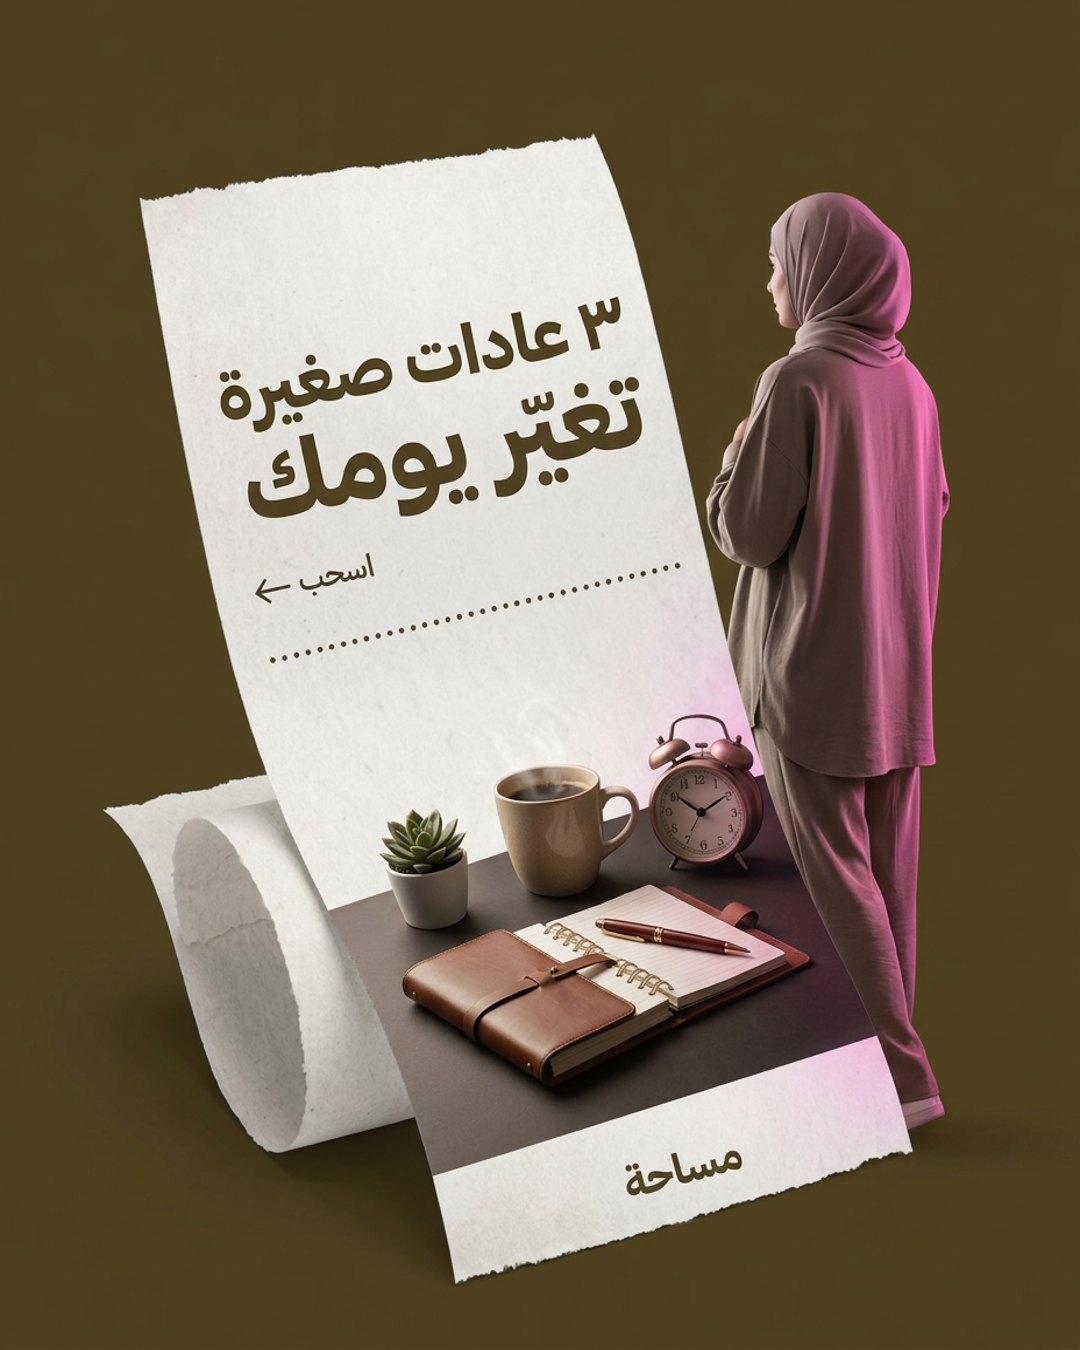 ٣ عادات صغيرة
تغيّر يومك
اسحب ←
مساحة